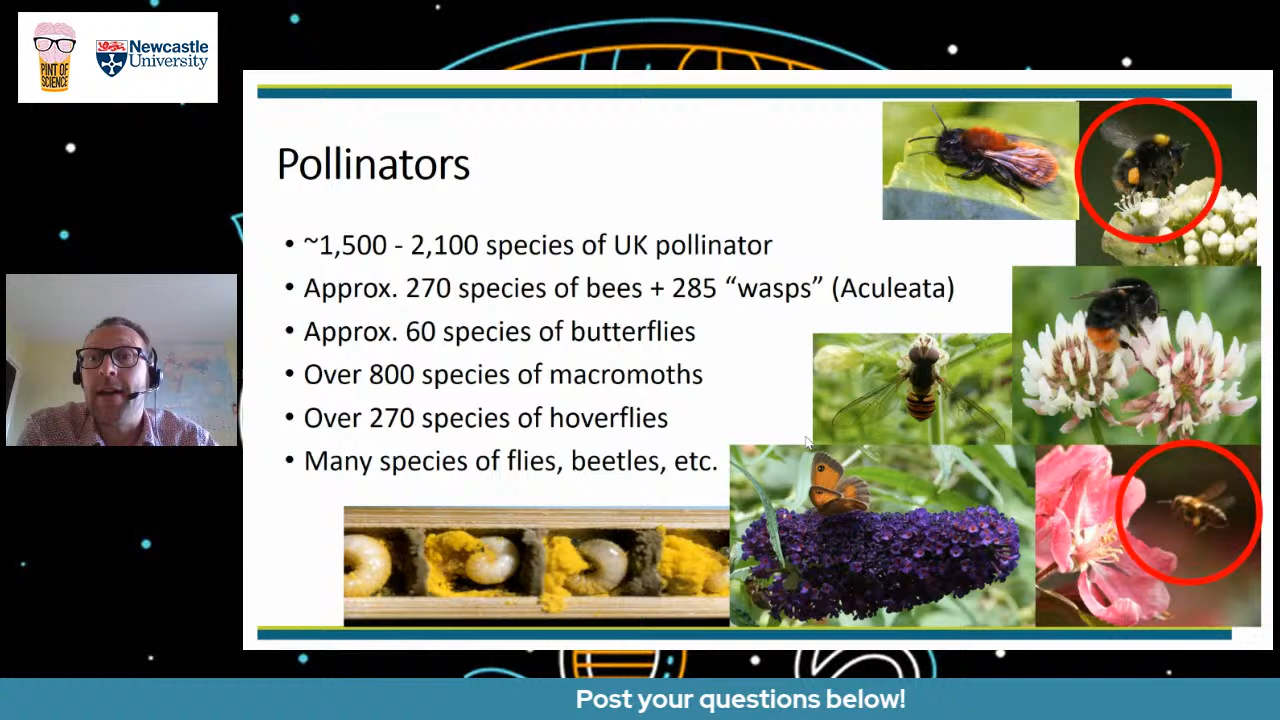 PINT OF
SCIENCE
Newcastle
University
Pollinators
• ~1,500 - 2,100 species of UK pollinator
• Approx. 270 species of bees + 285 “wasps” (Aculeata)
• Approx. 60 species of butterflies
• Over 800 species of macromoths
• Over 270 species of hoverflies
• Many species of flies, beetles, etc.
Post your questions below!